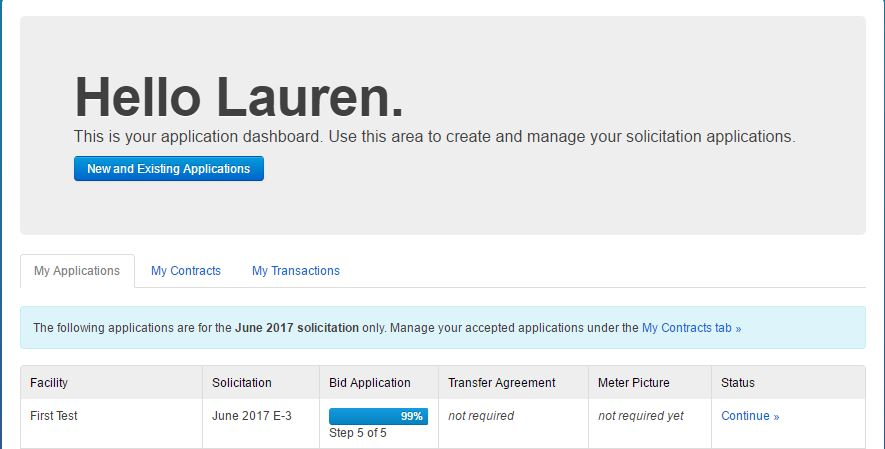 Hello Lauren.
This is your application dashboard. Use this area to create and manage your solicitation applications.
New and Existing Applications
My Applications
My Contracts
My Transactions
The following applications are for the June 2017 solicitation only. Manage your accepted applications under the My Contracts tab »
Facility
Solicitation
Bid Application
Transfer Agreement
Meter Picture
Status
First Test
June 2017 E-3
99%
Step 5 of 5
not required
not required yet
Continue »